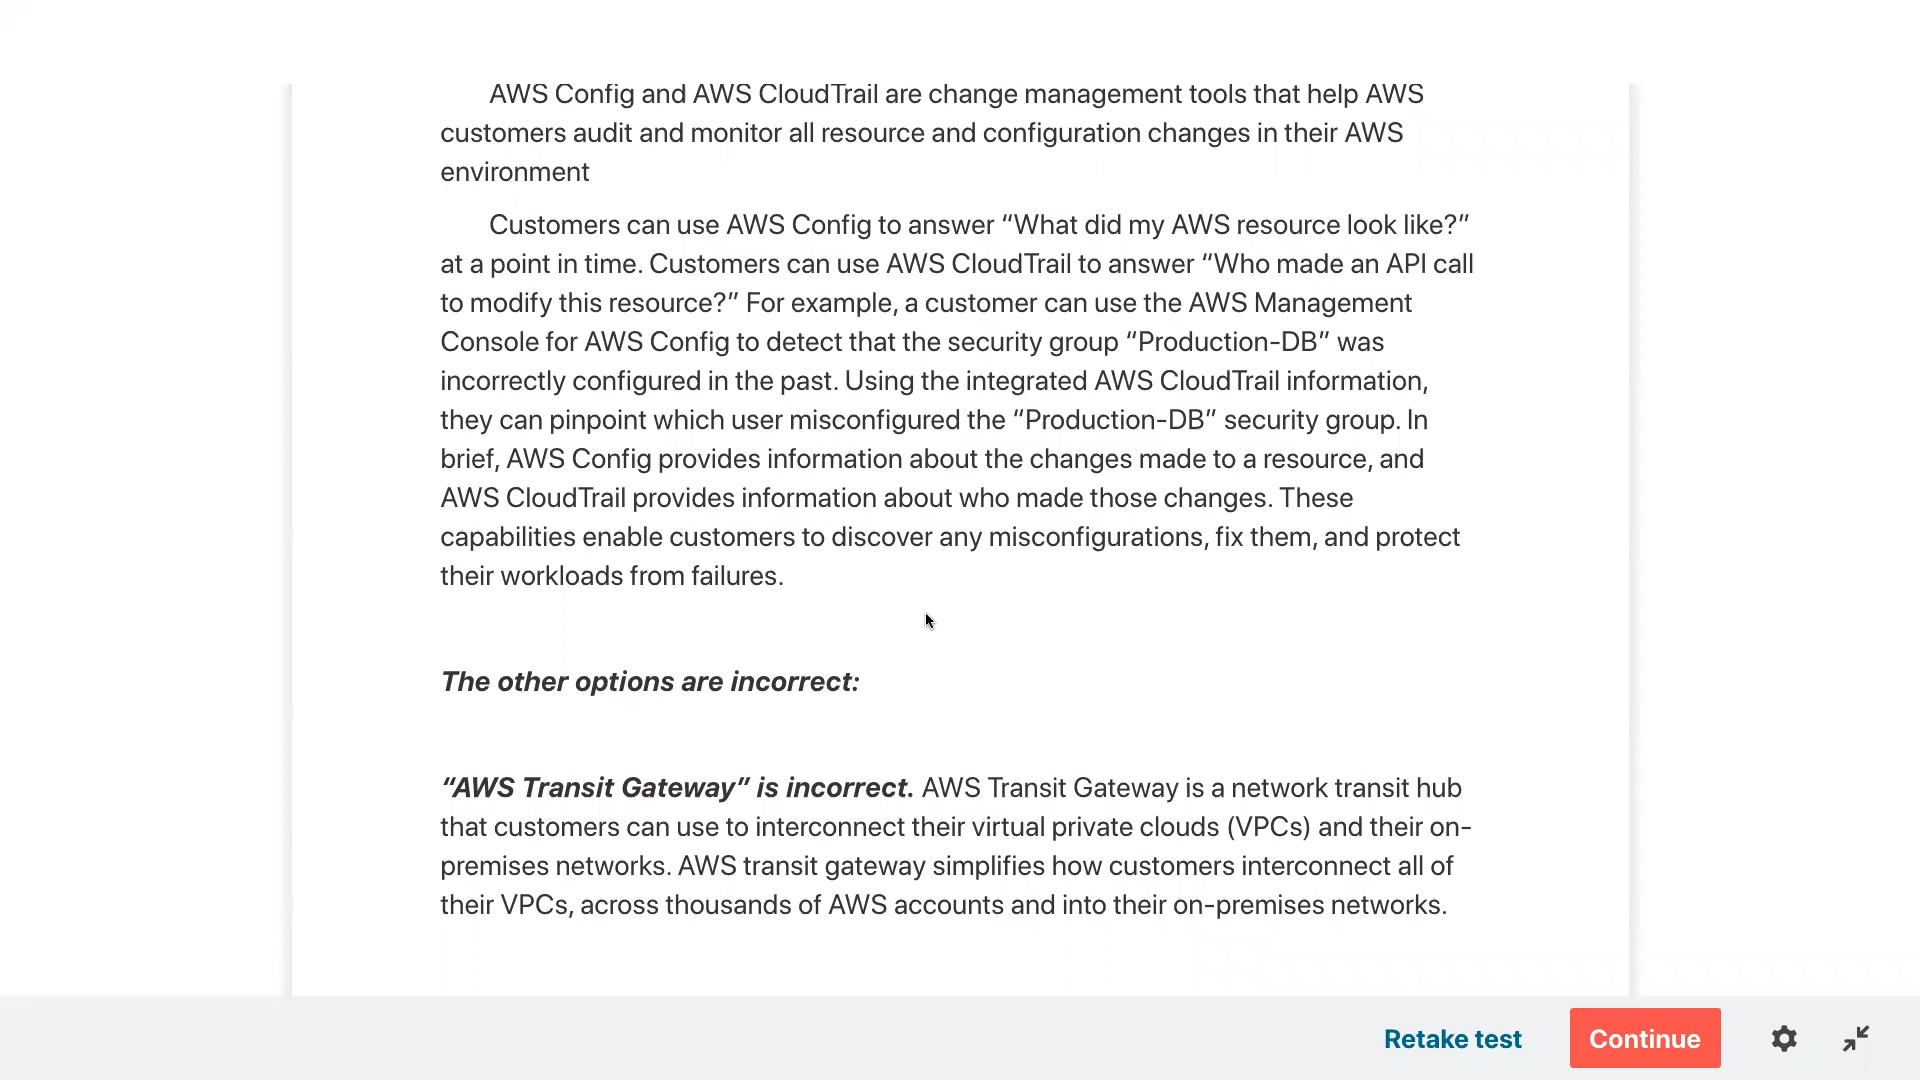 AWS Config and AWS CloudTrail are change management tools that help AWS
customers audit and monitor all resource and configuration changes in their AWS
environment
Customers can use AWS Config to answer “What did my AWS resource look like?”
at a point in time. Customers can use AWS CloudTrail to answer “Who made an API call
to modify this resource?” For example, a customer can use the AWS Management
Console for AWS Config to detect that the security group “Production-DB” was
incorrectly configured in the past. Using the integrated AWS CloudTrail information,
they can pinpoint which user misconfigured the “Production-DB” security group. In
brief, AWS Config provides information about the changes made to a resource, and
AWS CloudTrail provides information about who made those changes. These
capabilities enable customers to discover any misconfigurations, fix them, and protect
their workloads from failures.
The other options are incorrect:
“AWS Transit Gateway” is incorrect. AWS Transit Gateway is a network transit hub
that customers can use to interconnect their virtual private clouds (VPCs) and their on-
premises networks. AWS transit gateway simplifies how customers interconnect all of
their VPCs, across thousands of AWS accounts and into their on-premises networks.
Retake test
Continue